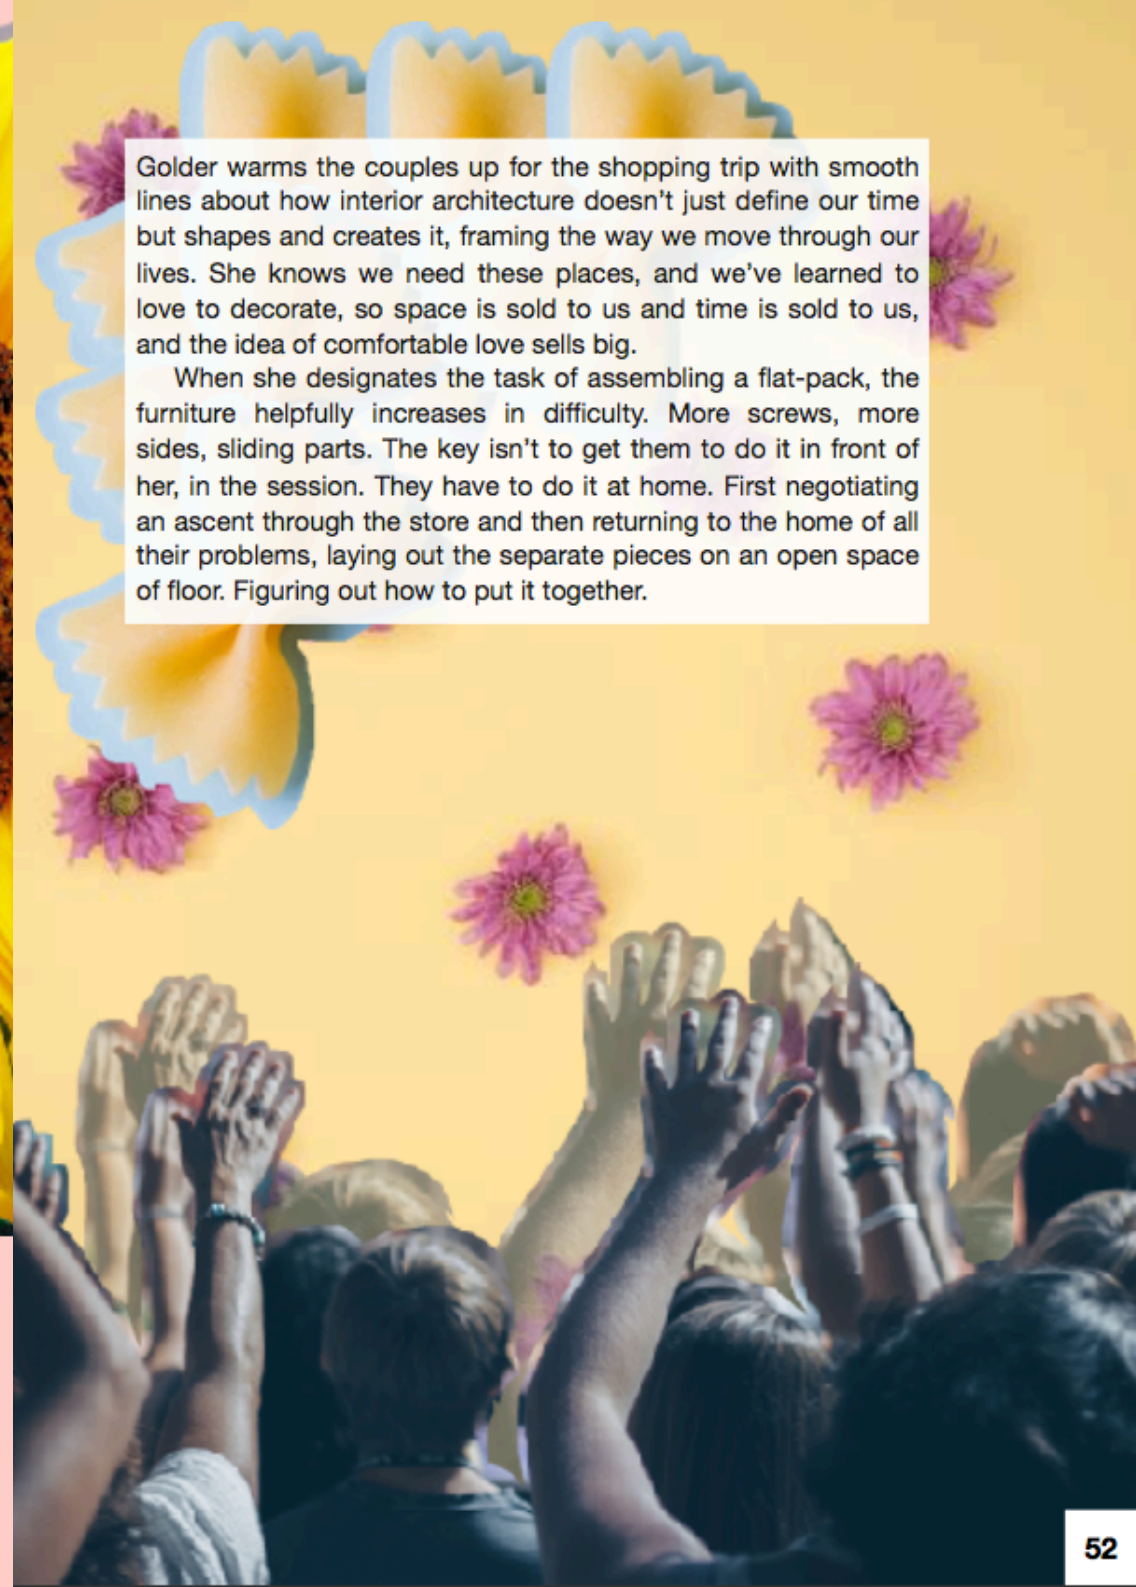 Golder warms the couples up for the shopping trip with smooth
lines about how interior architecture doesn’t just define our time
but shapes and creates it, framing the way we move through our
lives. She knows we need these places, and we’ve learned to
love to decorate, so space is sold to us and time is sold to us,
and the idea of comfortable love sells big.
When she designates the task of assembling a flat-pack, the
furniture helpfully increases in difficulty. More screws, more
sides, sliding parts. The key isn’t to get them to do it in front of
her, in the session. They have to do it at home. First negotiating
an ascent through the store and then returning to the home of all
their problems, laying out the separate pieces on an open space
of floor. Figuring out how to put it together.
52